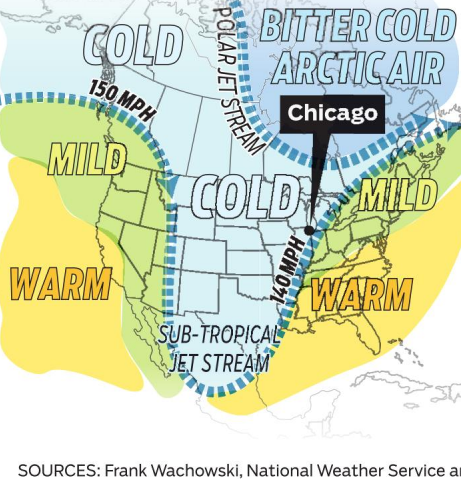 COLD
BITTER COLD
ARCTIC AIR
POLAR JET STREAM
150 MPH
Chicago
MILD
COLD
MILD
WARM
140 MPH
WARM
SUB-TROPICAL
JET STREAM
SOURCES: Frank Wachowski, National Weather Service